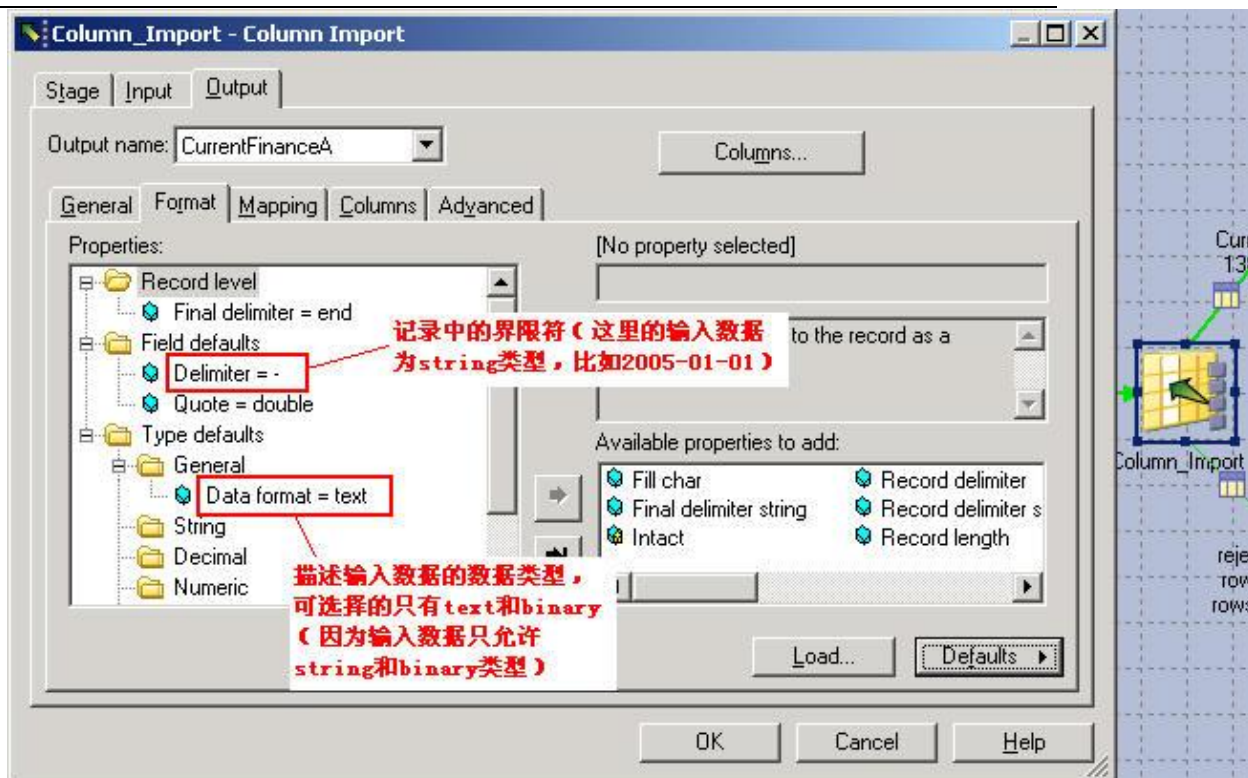 Column_Import - Column Import
Stage
Input
Output
Output name:
CurrentFinanceA
Columns...
General
Format
Mapping
Columns
Advanced
Properties:
[No property selected]
Record level
Final delimiter = end
Field defaults
Delimiter = -
Quote = double
Type defaults
General
Data format = text
String
Decimal
Numeric
记录中的界限符（这里的输入数据
为string类型，比如2005-01-01）
to the record as a
Available properties to add:
Fill char
Record delimiter
Final delimiter string
Record delimiter s
Intact
Record length
描述输入数据的数据类型，
可选择的只有text和binary
（因为输入数据只允许
string和binary类型）
Load...
Defaults
OK
Cancel
Help
Curr
Column_Import
reje
row
rows